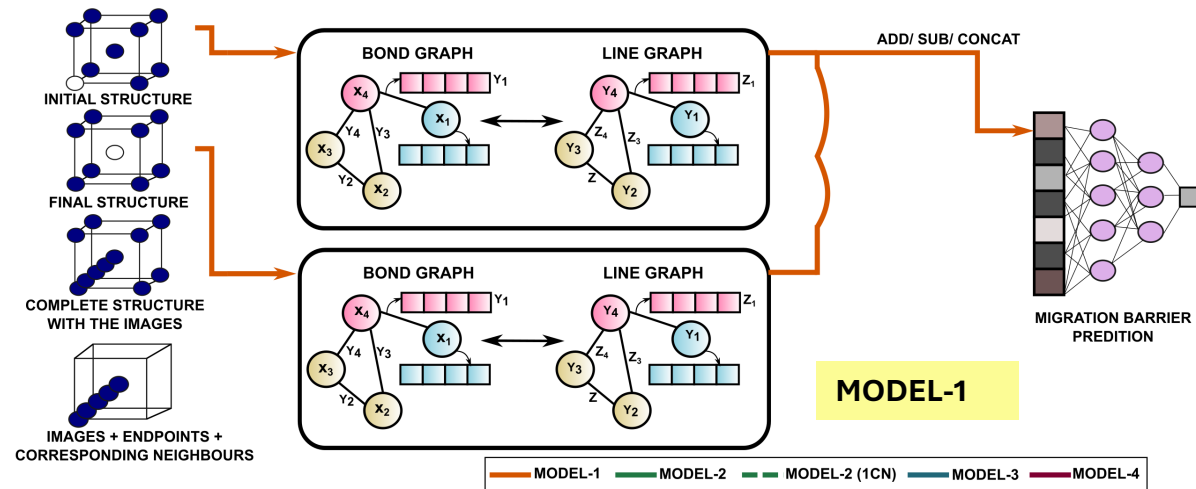 INITIAL STRUCTURE
FINAL STRUCTURE
COMPLETE STRUCTURE
WITH THE IMAGES
IMAGES + ENDPOINTS +
CORRESPONDING NEIGHBOURS
BOND GRAPH
X4
Y1
X1
Y4
Y3
X3
Y2
X2
LINE GRAPH
Y4
Z1
Y1
Z4
Z3
Y3
Z
Y2
BOND GRAPH
X4
Y1
X1
Y4
Y3
X3
Y2
X2
LINE GRAPH
Y4
Z1
Y1
Z4
Z3
Y3
Z
Y2
ADD/ SUB/ CONCAT
MIGRATION BARRIER
PREDITION
MODEL-1
MODEL-1 MODEL-2 MODEL-2 (1CN) MODEL-3 MODEL-4